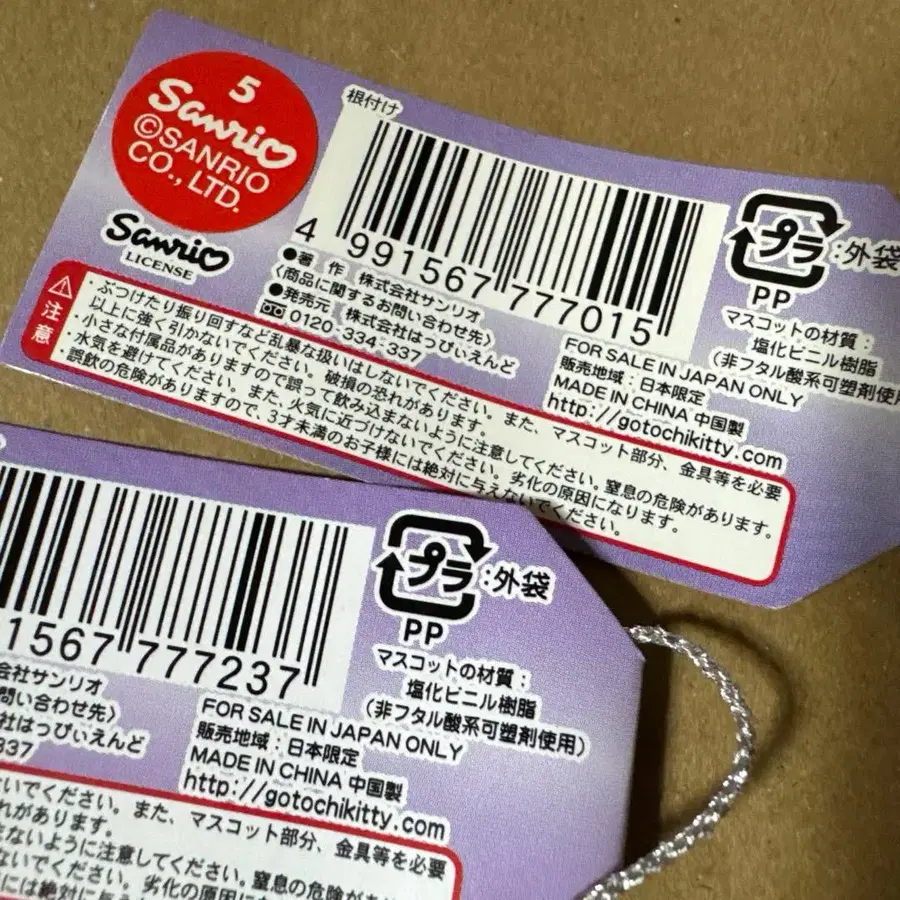 5
Sanrio
©SANRIO
CO., LTD.
Sanrio
LICENSE
根付け
4 991567 777015
●著 作 株式会社サンリオ
〈商品に関するお問い合わせ先〉
●発売元 株式会社はっぴぃえんど
0120-334-337
プラ
:外袋
PP
マスコットの材質:
塩化ビニル樹脂
(非フタル酸系可塑剤使用
FOR SALE IN JAPAN ONLY
販売地域:日本限定
MADE IN CHINA 中国製
http://gotochikitty.com
注意
・ぶつけたり振り回すなど乱暴な扱いはしないでください。また、マスコット部分、金具等を必要
以上に強く引かないでください。破損の恐れがあります。
・小さな付属品がありますので誤って飲み込まないように注意してください。窒息の危険があります。
・水気を避けてください。また、火気に近づけないでください。劣化の原因になります。
・誤飲の危険がありますので、3才未満のお子様には絶対に与えないでください。
1567 777237
会社サンリオ
問い合わせ先〉
社はっぴぃえんど
337
プラ
:外袋
PP
マスコットの材質:
塩化ビニル樹脂
(非フタル酸系可塑剤使用)
FOR SALE IN JAPAN ONLY
販売地域:日本限定
MADE IN CHINA 中国製
http://gotochikitty.com
いでください。また、マスコット部分、金具等を必要
れがあります。
ないように注意してください。窒息の危険があ
でください。劣化の原因に
には絶対に与え